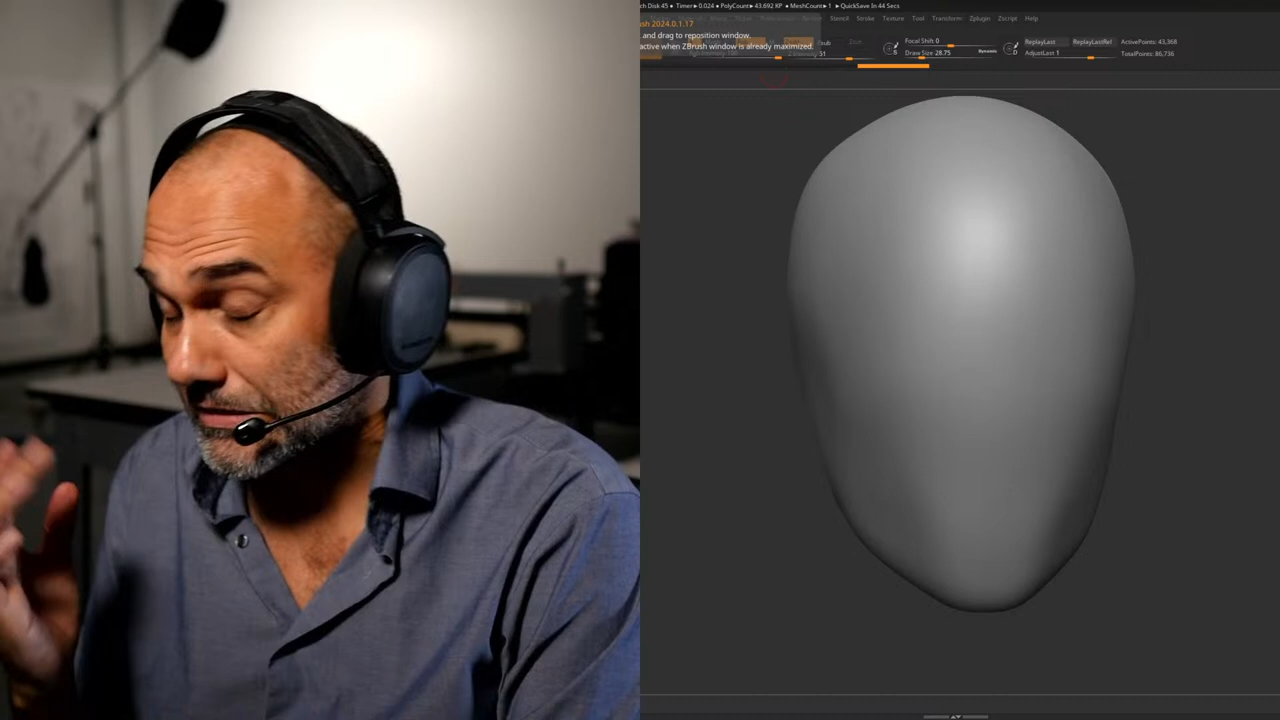 ch Disk 45 ● Timer▸0.024 ● PolyCount▸43.692 KP ● MeshCount▸1 ▸QuickSave In 44 Secs
Stencil Stroke Texture Tool Transform Zplugin Zscript Help
ush 2024.0.1.17
and drag to reposition window.
active when ZBrush window is already maximized.
Focal Shift 0
Draw Size 28.75
Dynamic
S
D
ReplayLast ReplayLastRel
AdjustLast 1
ActivePoints: 43,368
TotalPoints: 86,736